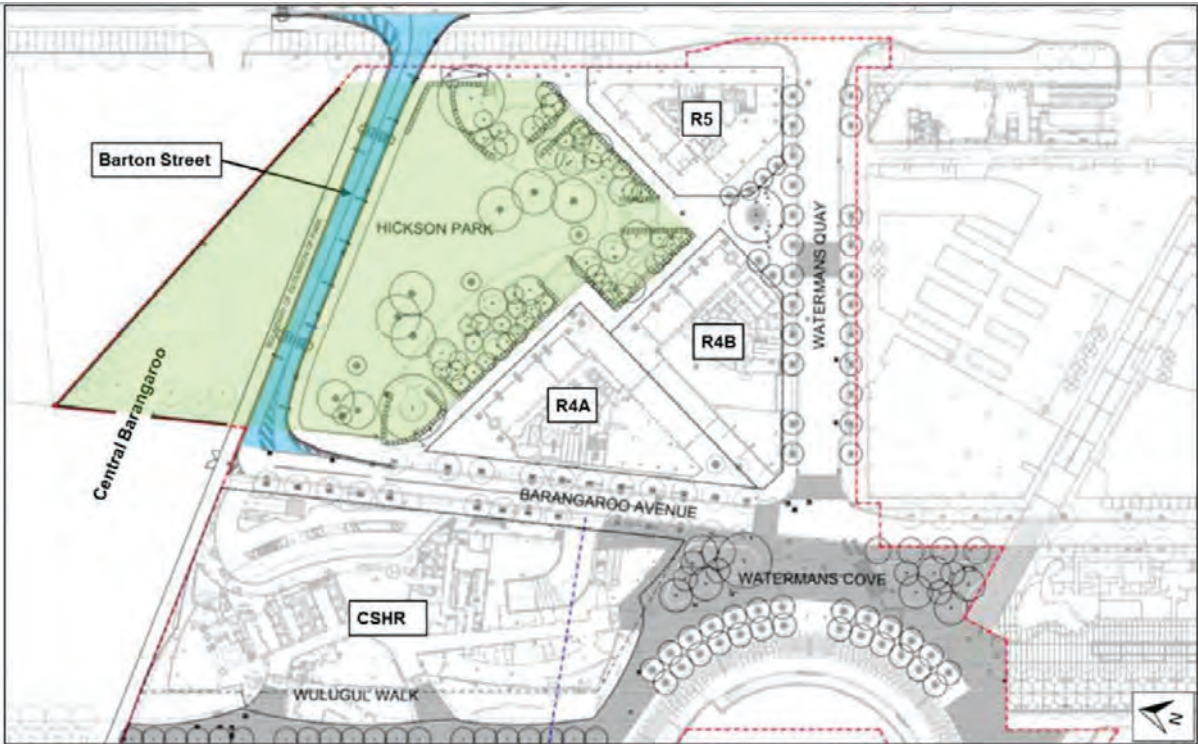 R5
Barton Street
HICKSON PARK
WATERMANS QUAY
R4B
R4A
Central Barangaroo
BARANGAROO AVENUE
WATERMANS COVE
CSHR
WULUGUL WALK
N